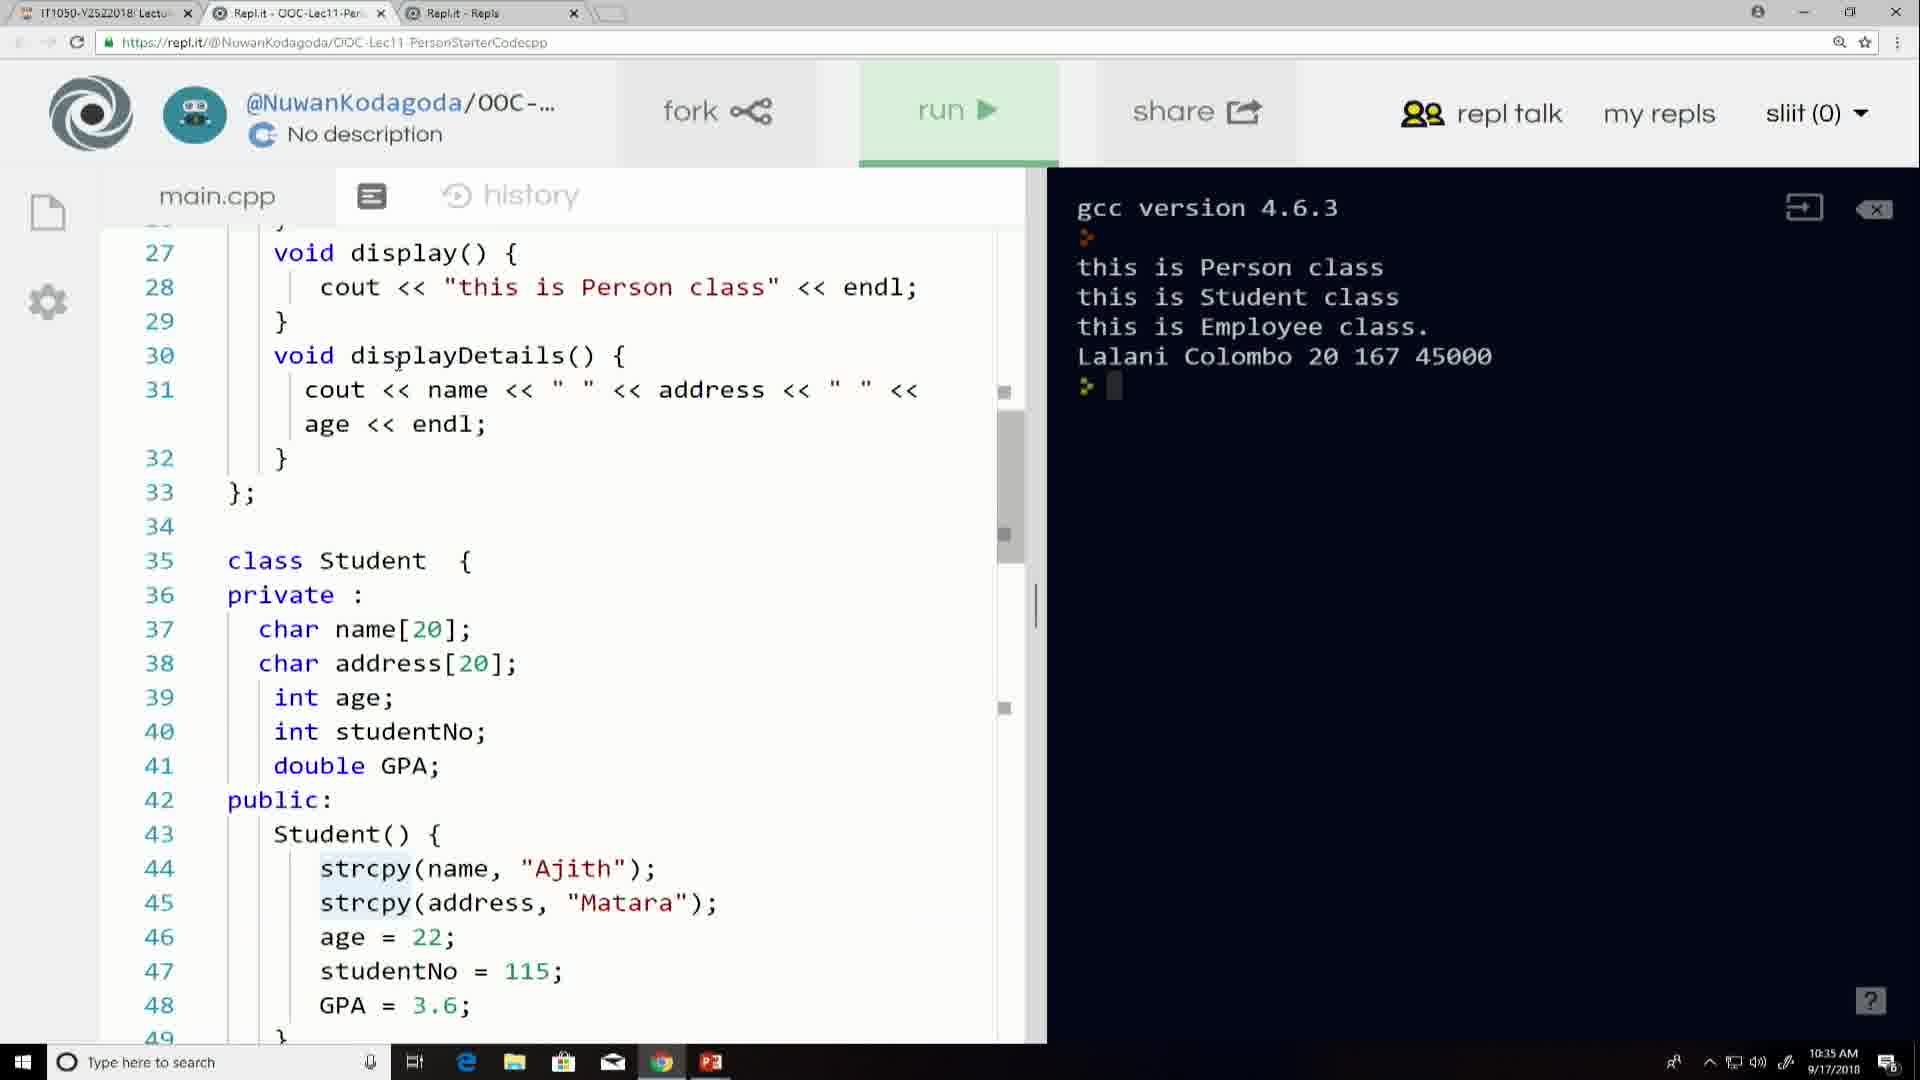 IT1050-Y2S22018: Lectu
Repl.it - OOC-Lec11-Per
Repl.it - Repls
https://repl.it/@NuwanKodagoda/OOC-Lec11-PersonStarterCodecpp
@NuwanKodagoda/OOC-...
No description
fork
run
share
repl talk
my repls
sliit (0)
main.cpp
history
27 void display() {
28 cout << "this is Person class" << endl;
29 }
30 void displayDetails() {
31 cout << name << " " << address << " " <<
age << endl;
32 }
33 };
34
35 class Student {
36 private :
37 char name[20];
38 char address[20];
39 int age;
40 int studentNo;
41 double GPA;
42 public:
43 Student() {
44 strcpy(name, "Ajith");
45 strcpy(address, "Matara");
46 age = 22;
47 studentNo = 115;
48 GPA = 3.6;
49 }
gcc version 4.6.3
this is Person class
this is Student class
this is Employee class.
Lalani Colombo 20 167 45000
?
Type here to search
10:35 AM
9/17/2018